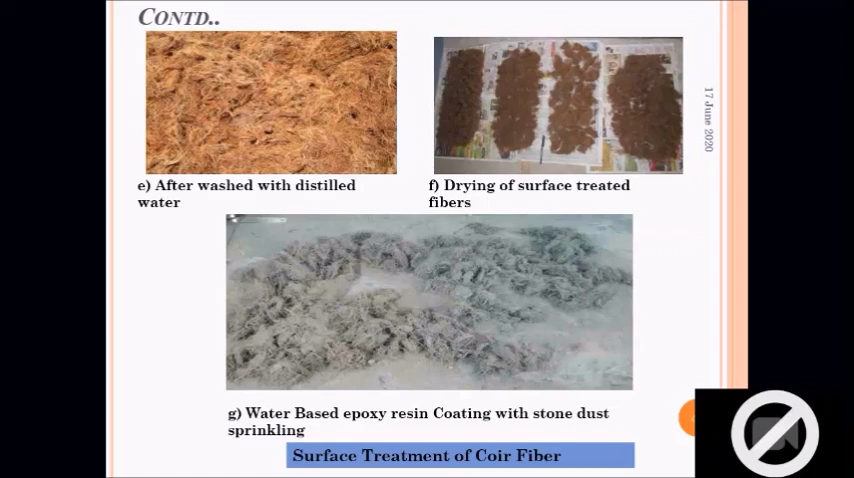 CONTD..
17 June 2020
e) After washed with distilled
water
f) Drying of surface treated
fibers
g) Water Based epoxy resin Coating with stone dust
sprinkling
Surface Treatment of Coir Fiber